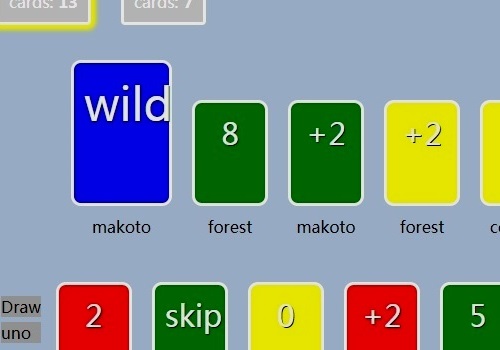 cards: 13 cards: 7
wild 8 +2 +2
makoto forest makoto forest
Draw 2 skip 0 +2 5
uno